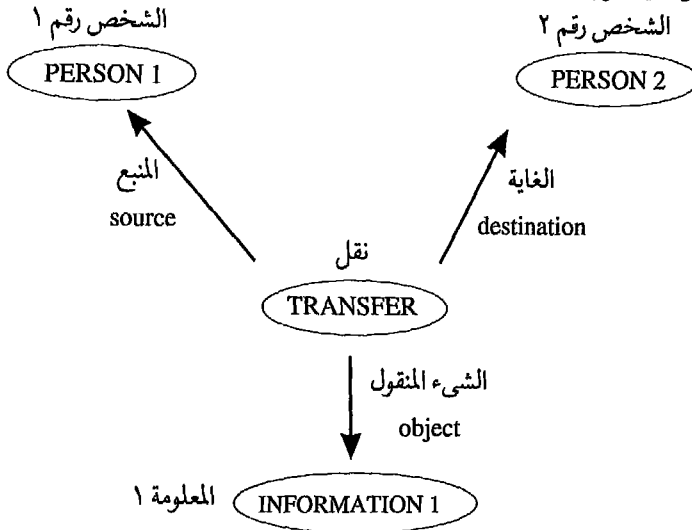 الشخص رقم ١
الشخص رقم ٢
PERSON 1
PERSON 2
المنبع
source
الغاية
destination
نقل
TRANSFER
الشىء المنقول
object
المعلومة ١
INFORMATION 1